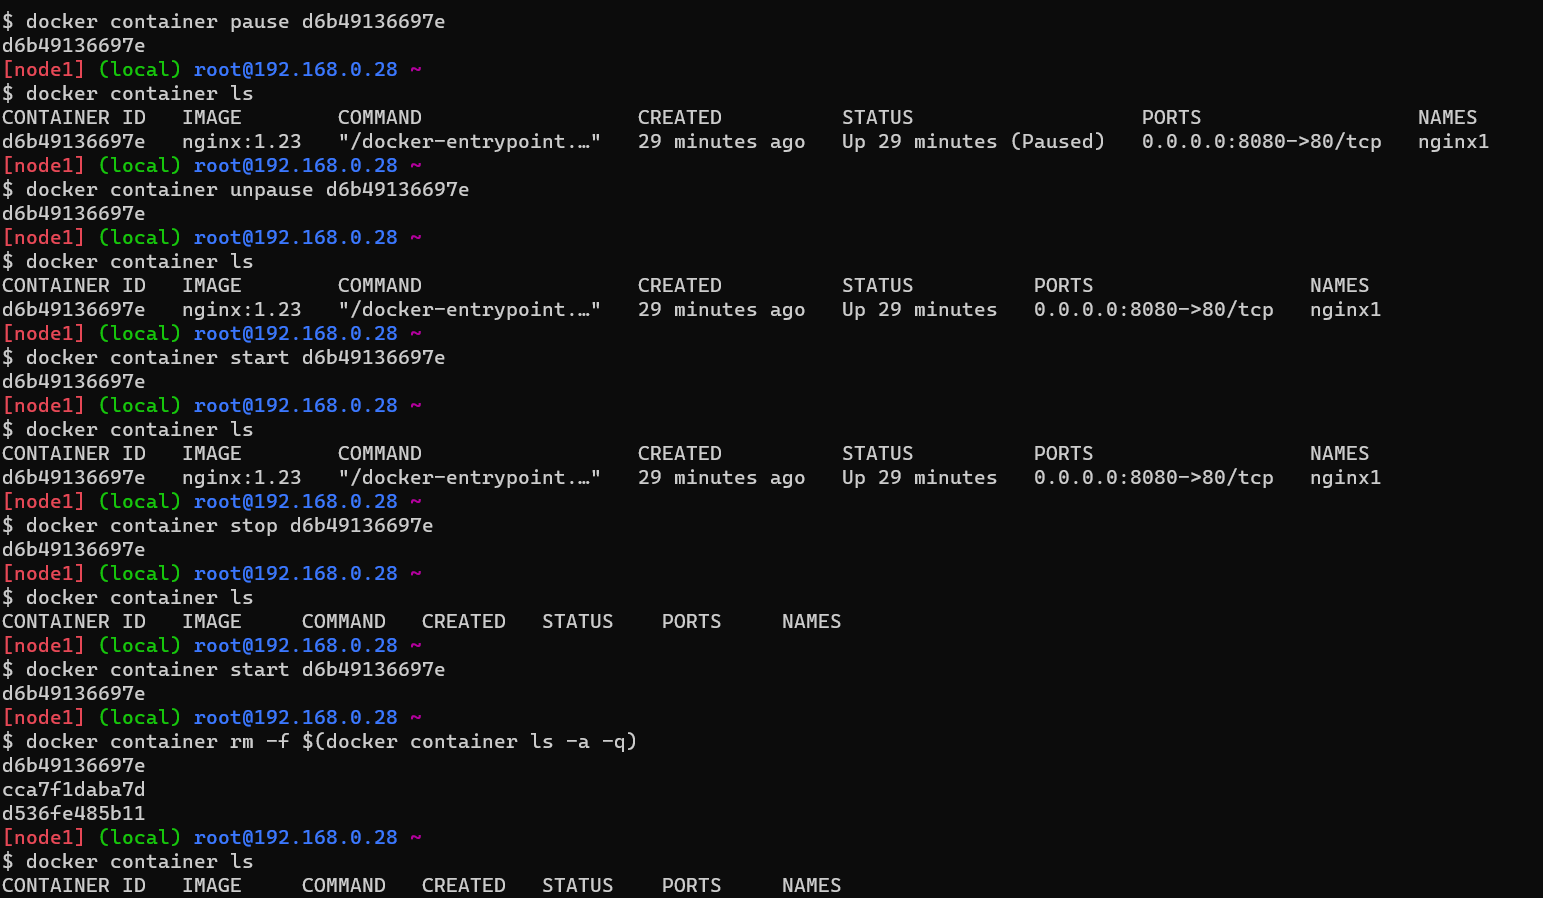 $ docker container pause d6b49136697e
d6b49136697e
[node1] (local) root@192.168.0.28 ~
$ docker container ls
CONTAINER ID   IMAGE        COMMAND                  CREATED          STATUS                   PORTS                  NAMES
d6b49136697e   nginx:1.23   "/docker-entrypoint.…"   29 minutes ago   Up 29 minutes (Paused)   0.0.0.0:8080->80/tcp   nginx1
[node1] (local) root@192.168.0.28 ~
$ docker container unpause d6b49136697e
d6b49136697e
[node1] (local) root@192.168.0.28 ~
$ docker container ls
CONTAINER ID   IMAGE        COMMAND                  CREATED          STATUS          PORTS                  NAMES
d6b49136697e   nginx:1.23   "/docker-entrypoint.…"   29 minutes ago   Up 29 minutes   0.0.0.0:8080->80/tcp   nginx1
[node1] (local) root@192.168.0.28 ~
$ docker container start d6b49136697e
d6b49136697e
[node1] (local) root@192.168.0.28 ~
$ docker container ls
CONTAINER ID   IMAGE        COMMAND                  CREATED          STATUS          PORTS                  NAMES
d6b49136697e   nginx:1.23   "/docker-entrypoint.…"   29 minutes ago   Up 29 minutes   0.0.0.0:8080->80/tcp   nginx1
[node1] (local) root@192.168.0.28 ~
$ docker container stop d6b49136697e
d6b49136697e
[node1] (local) root@192.168.0.28 ~
$ docker container ls
CONTAINER ID   IMAGE     COMMAND   CREATED   STATUS    PORTS     NAMES
[node1] (local) root@192.168.0.28 ~
$ docker container start d6b49136697e
d6b49136697e
[node1] (local) root@192.168.0.28 ~
$ docker container rm -f $(docker container ls -a -q)
d6b49136697e
cca7f1daba7d
d536fe485b11
[node1] (local) root@192.168.0.28 ~
$ docker container ls
CONTAINER ID   IMAGE     COMMAND   CREATED   STATUS    PORTS     NAMES